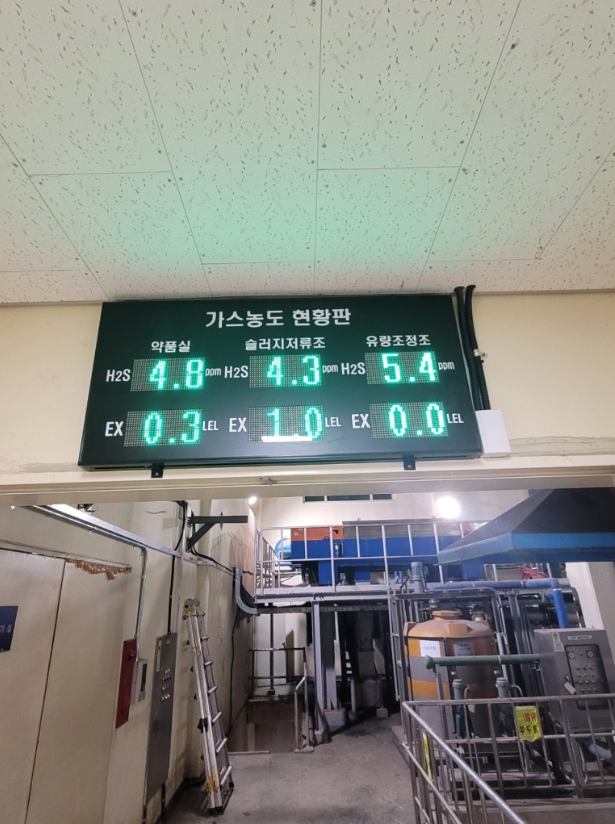 가스농도 현황판
약품실 슬러지저류조 유량조정조
H2S 4.8 ppm H2S 4.3 ppm H2S 5.4 ppm
EX 0.3 LEL EX 1.0 LEL EX 0.0 LEL